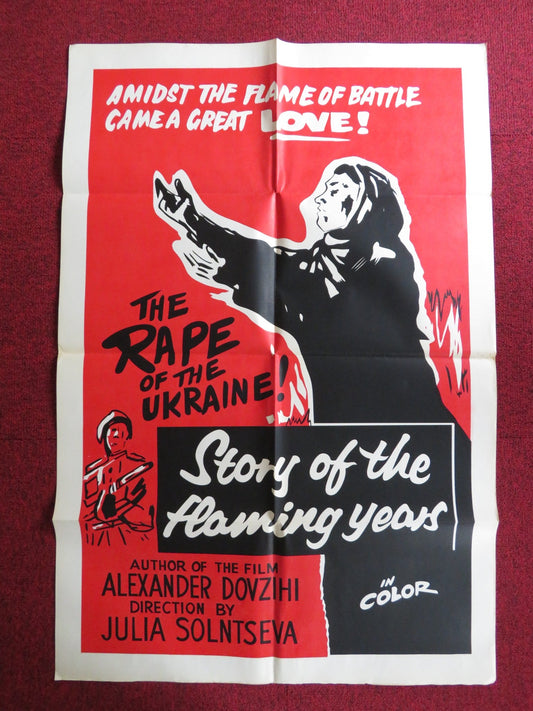 AMIDST THE FLAME OF BATTLE
CAME A GREAT LOVE!
THE
RAPE
OF THE
UKRAINE!
Story of the
flaming years
AUTHOR OF THE FILM
ALEXANDER DOVZIHI
DIRECTION BY
JULIA SOLNTSEVA
IN
COLOR